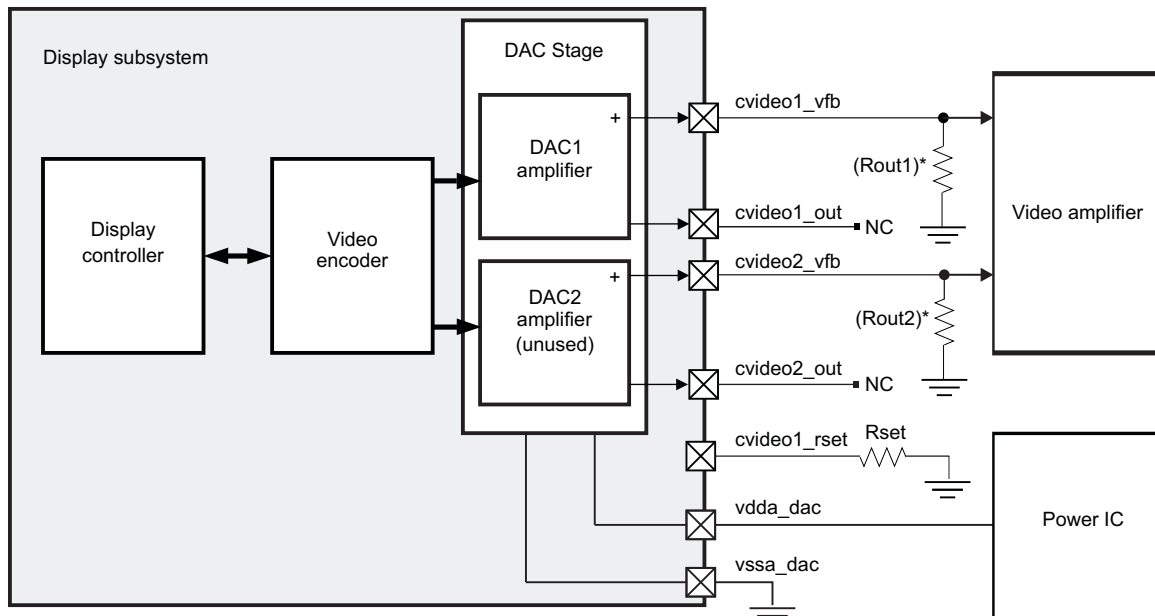 Display subsystem
DAC Stage
Display
controller
Video
encoder
+
DAC1
amplifier
+
DAC2
amplifier
(unused)
cvideo1_vfb
(Rout1)*
cvideo1_out
NC
cvideo2_vfb
(Rout2)*
cvideo2_out
NC
cvideo1_rset
Rset
vdda_dac
vssa_dac
Video amplifier
Power IC